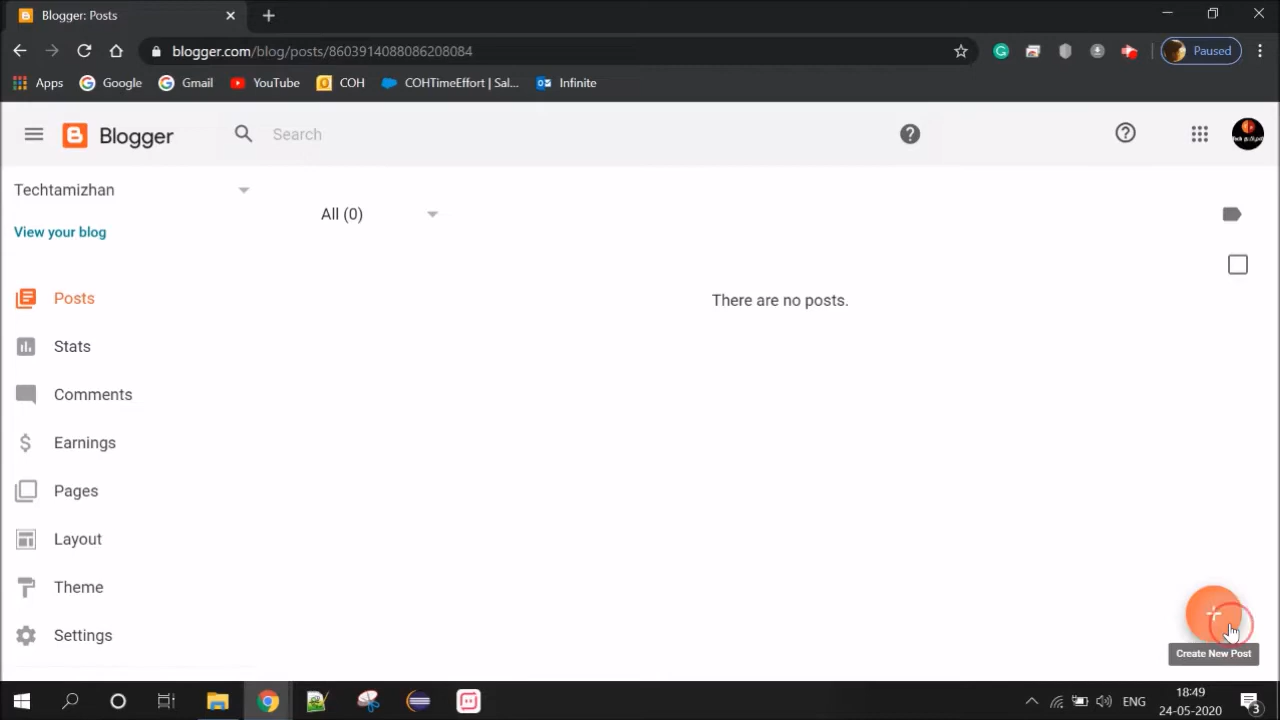 Blogger: Posts
blogger.com/blog/posts/8603914088086208084
Paused
Apps
Google
Gmail
YouTube
COH
COHTimeEffort | Sal...
Infinite
Blogger
Search
Techtamizhan
All (0)
View your blog
There are no posts.
Posts
Stats
Comments
Earnings
Pages
Layout
Theme
Settings
Create New Post
ENG
18:49
24-05-2020
3